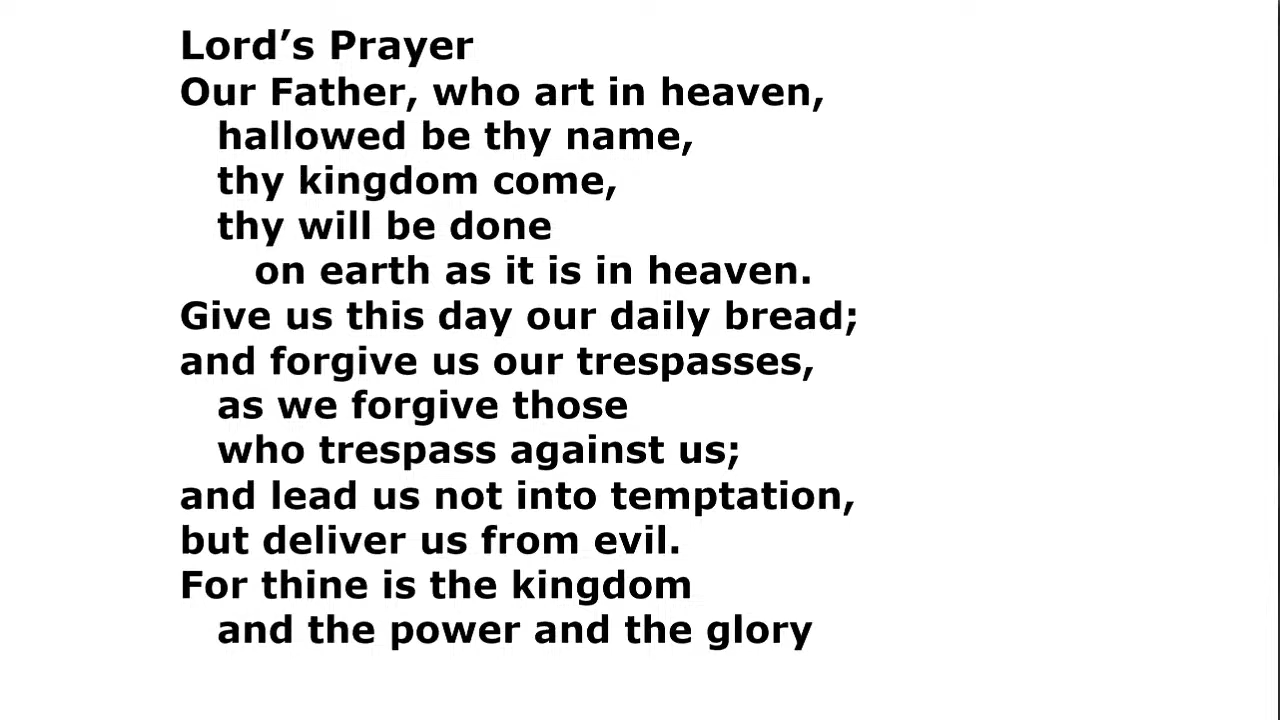 Lord’s Prayer
Our Father, who art in heaven,
hallowed be thy name,
thy kingdom come,
thy will be done
on earth as it is in heaven.
Give us this day our daily bread;
and forgive us our trespasses,
as we forgive those
who trespass against us;
and lead us not into temptation,
but deliver us from evil.
For thine is the kingdom
and the power and the glory